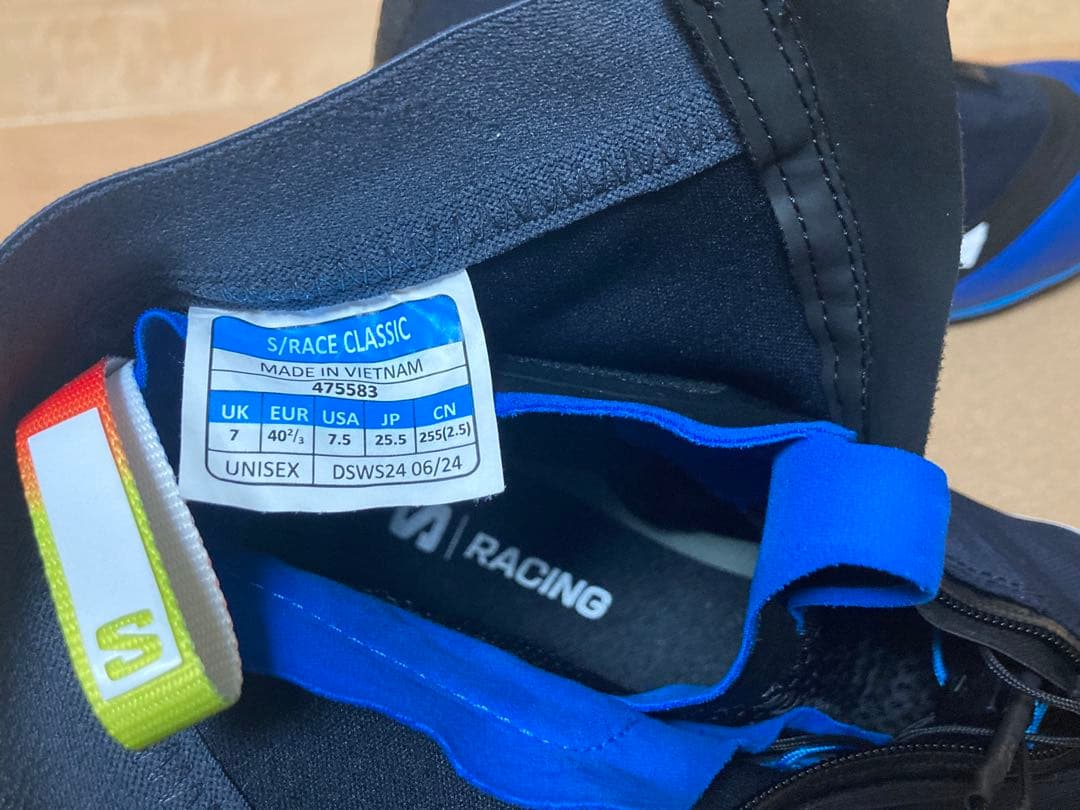 S/RACE CLASSIC
MADE IN VIETNAM
475583
UK EUR USA JP CN
7 40²/₃ 7.5 25.5 255(2.5)
UNISEX DSWS24 06/24
S | RACING
S